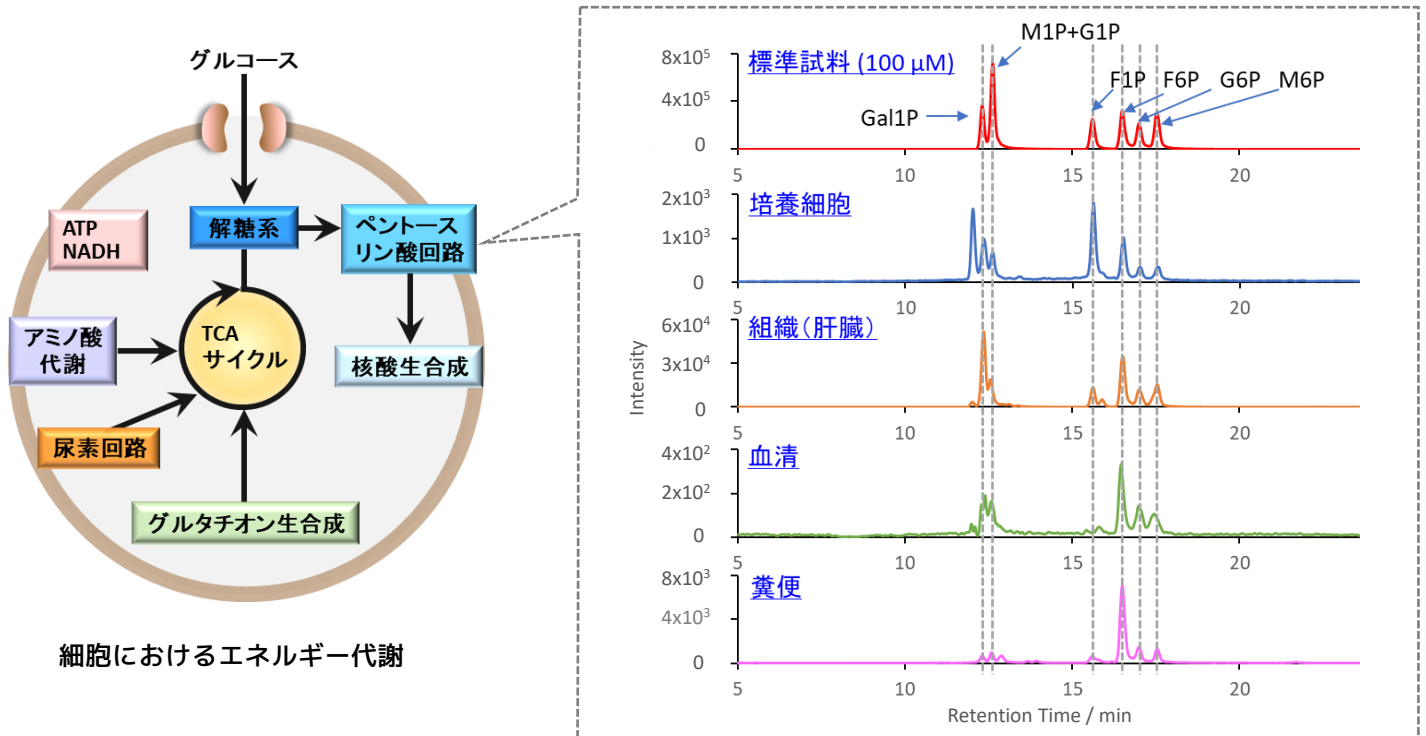 グルコース
ATP
NADH
解糖系
ペントース
リン酸回路
アミノ酸
代謝
TCA
サイクル
核酸生合成
尿素回路
グルタチオン生合成
細胞におけるエネルギー代謝
Intensity
標準試料 (100 µM)
M1P+G1P
Gal1P
F1P
F6P
G6P
M6P
8x10⁵
4x10⁵
0
5 10 15 20
培養細胞
2x10³
1x10³
0
5 10 15 20
組織（肝臓）
6x10⁴
3x10⁴
0
5 10 15 20
血清
4x10²
2x10²
0
5 10 15 20
糞便
8x10³
4x10³
0
5 10 15 20
Retention Time / min